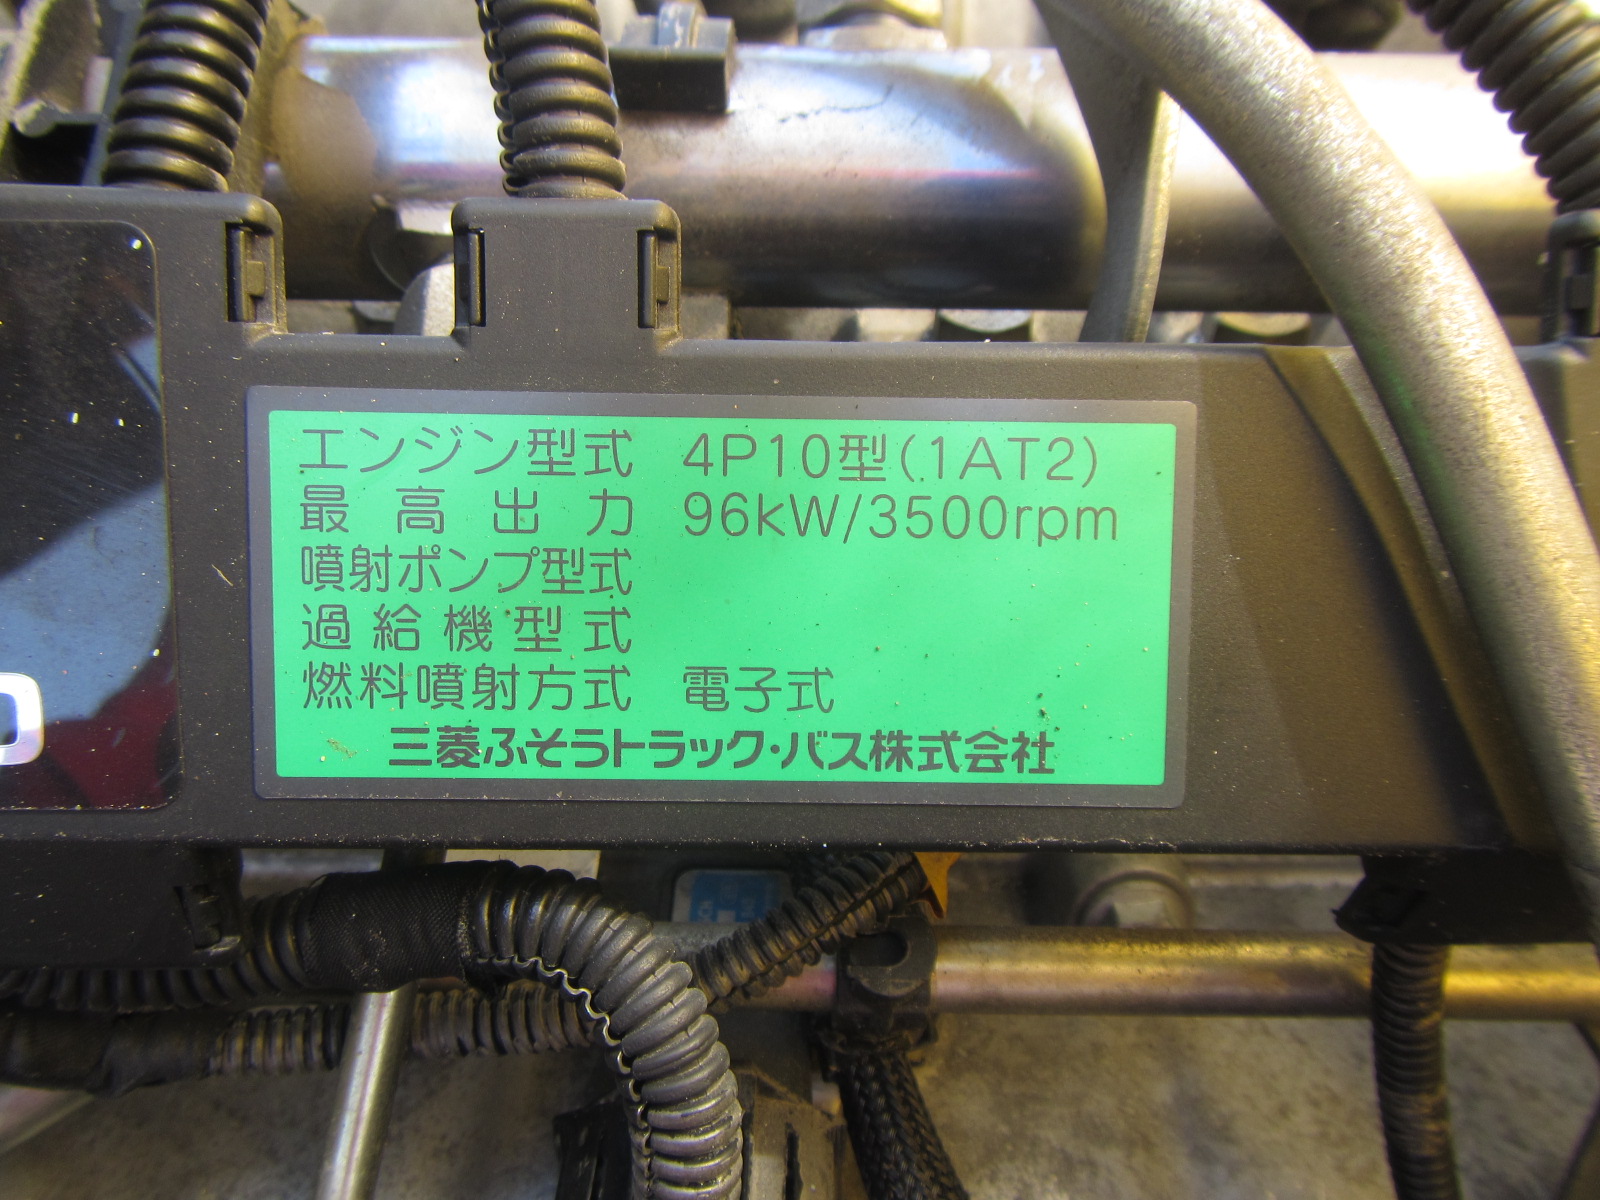 エンジン型式 4P10型(1AT2)
最高出力 96kW/3500rpm
噴射ポンプ型式
過給機型式
燃料噴射方式 電子式
三菱ふそうトラック・バス株式会社